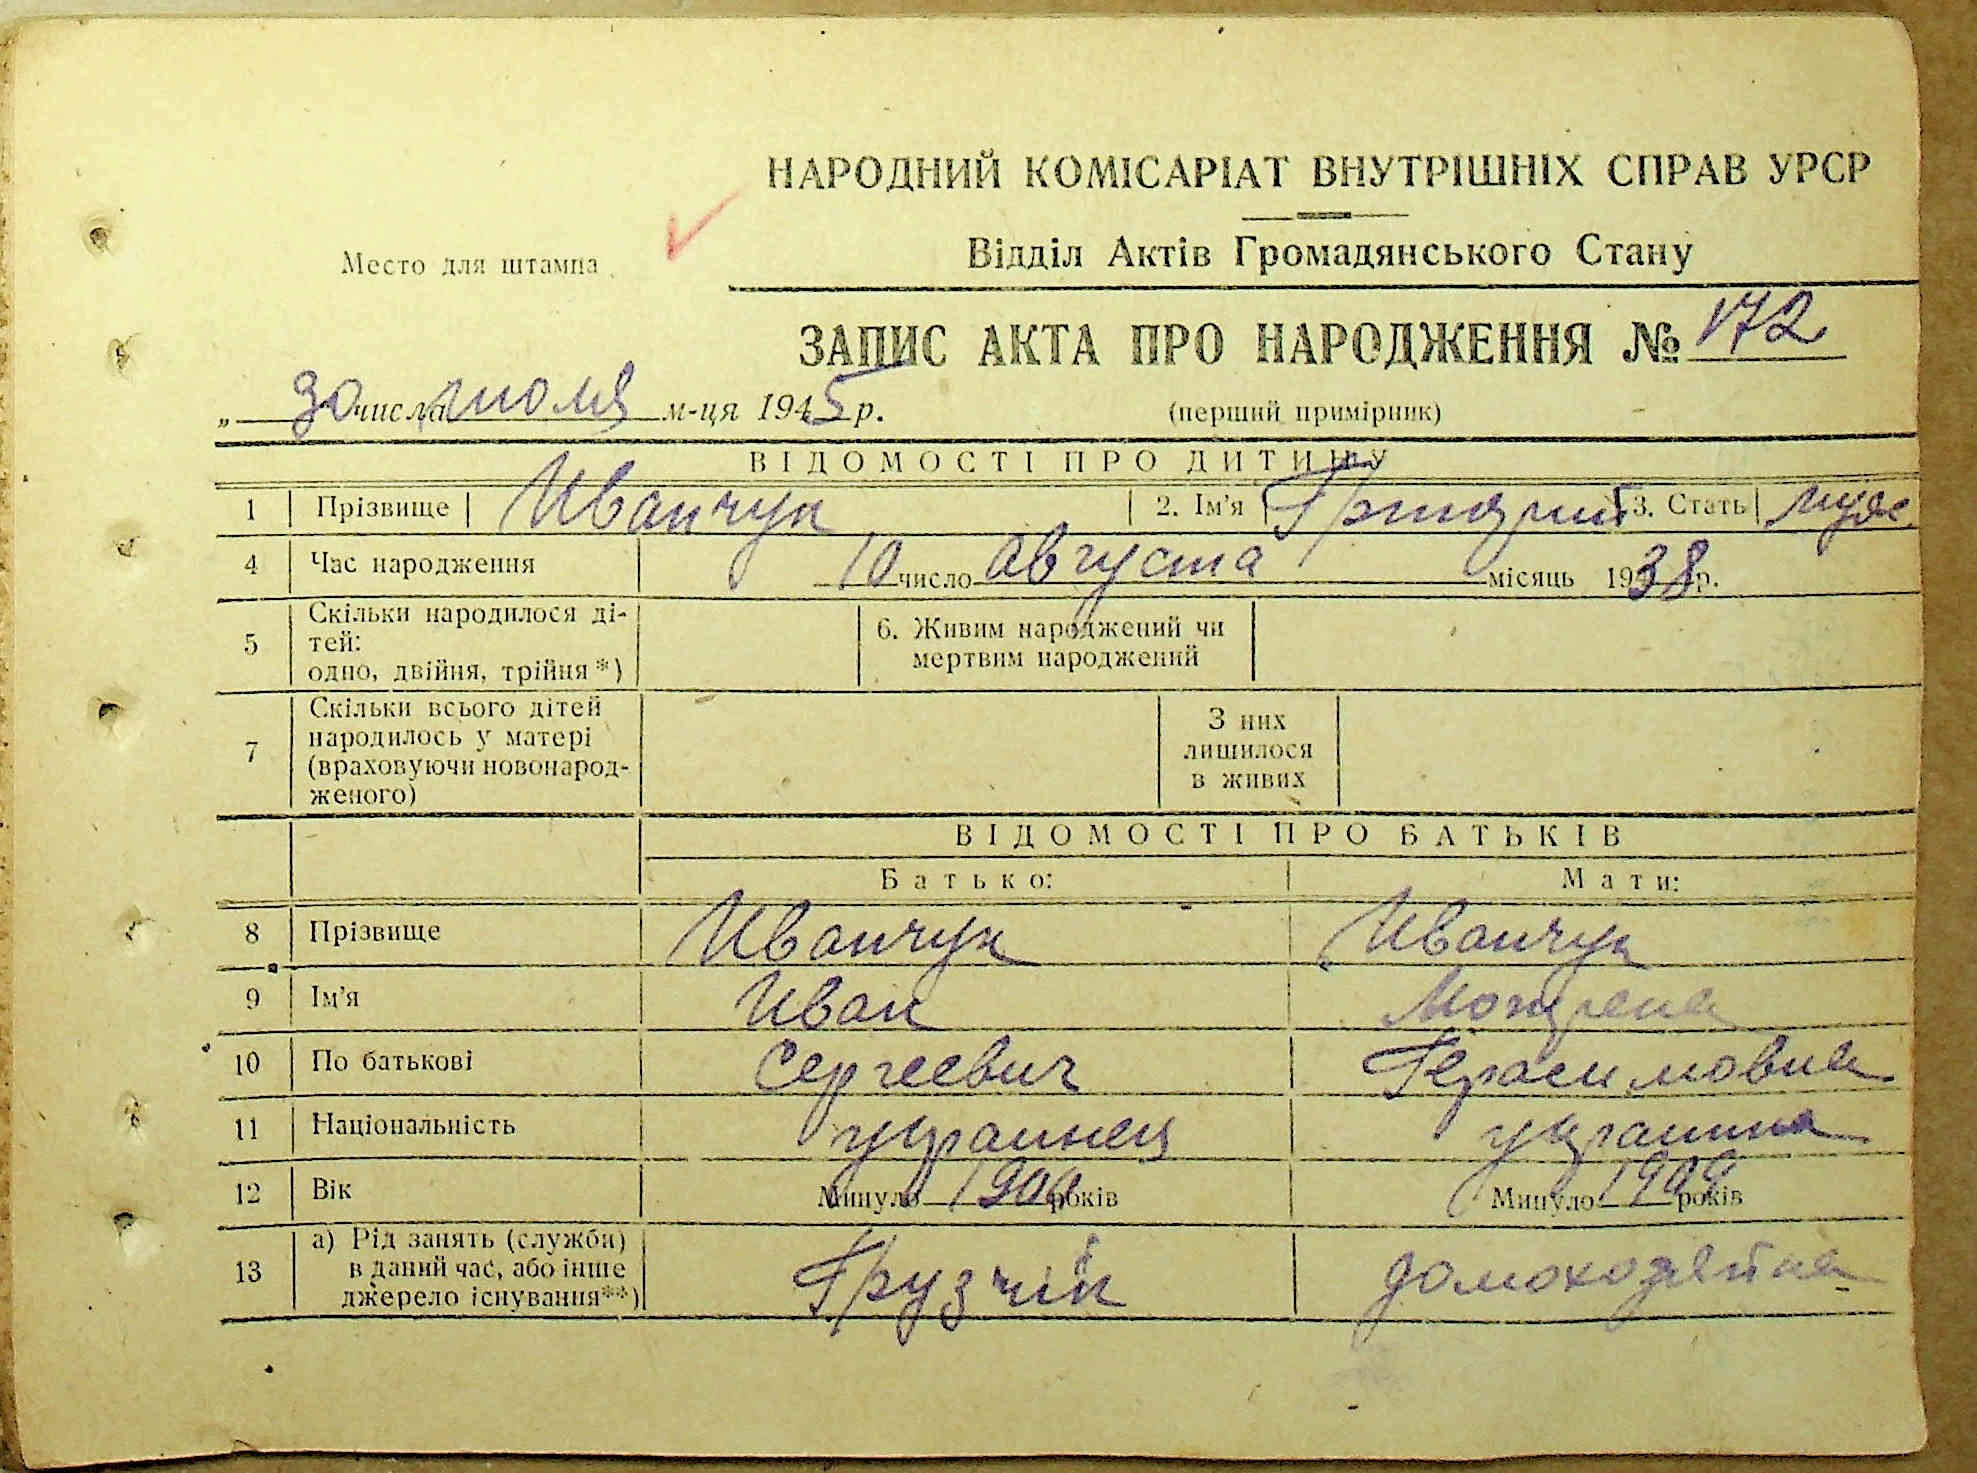 НАРОДНИЙ КОМІСАРІАТ ВНУТРІШНІХ СПРАВ УРСР
Место для штампа
Відділ Актів Громадянського Стану
ЗАПИС АКТА ПРО НАРОДЖЕННЯ № 172
„ 30 числа июля м-ця 1945 р. (перший примірник)
ВІДОМОСТІ ПРО ДИТИНУ
1 Прізвище Иванчук 2. Ім'я 3. Стать муж.
4 Час народження 10 число августа місяць 1938 р.
5 Скільки народилося ді-
тей:
одно, двійня, трійня *)
6. Живим народжений чи
мертвим народжений
7 Скільки всього дітей
народилось у матері
(враховуючи новонарод-
женого)
З них
лишилося
в живих
ВІДОМОСТІ ПРО БАТЬКІВ
Батько: Мати:
8 Прізвище Иванчук Иванчук
9 Ім'я Иван
10 По батькові Сергеевич Герасимовна
11 Національність украинец украинка
12 Вік Минуло років Минуло 1909 років
13 а) Рід занять (служби)
в даний час, або інше
джерело існування**)
Грузчик домохозяйка